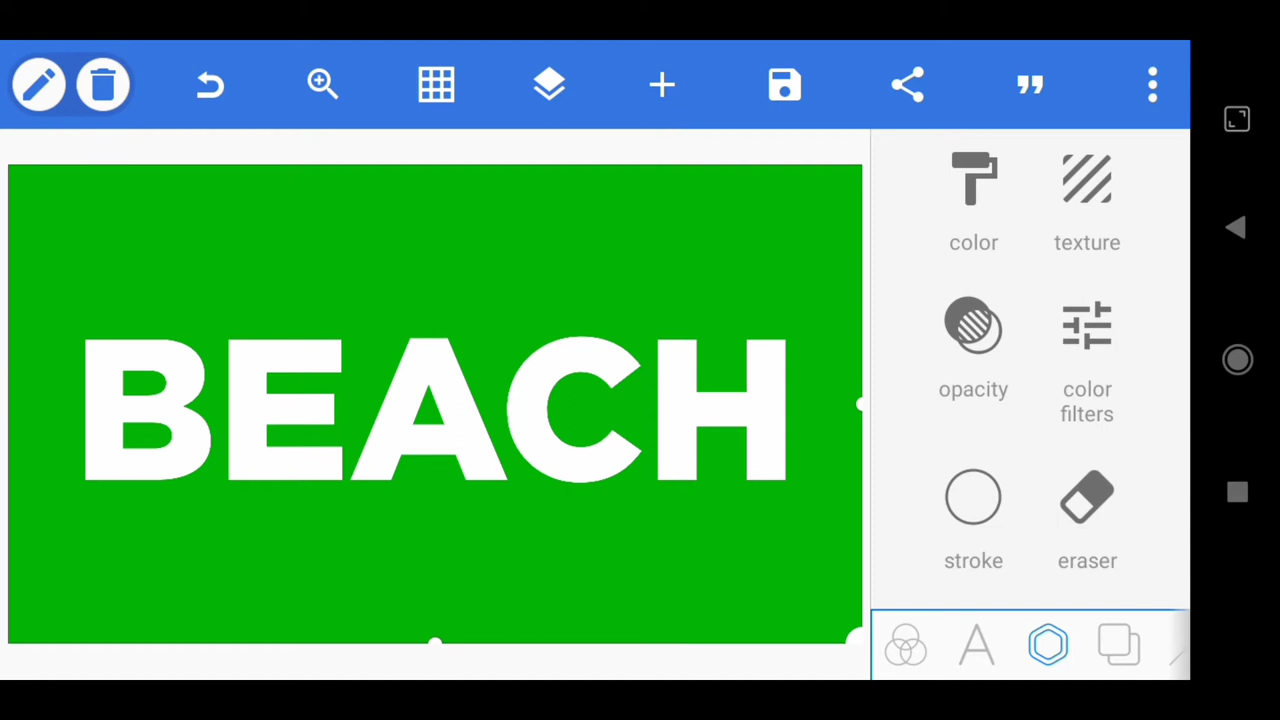 BEACH
color
texture
opacity
color
filters
stroke
eraser